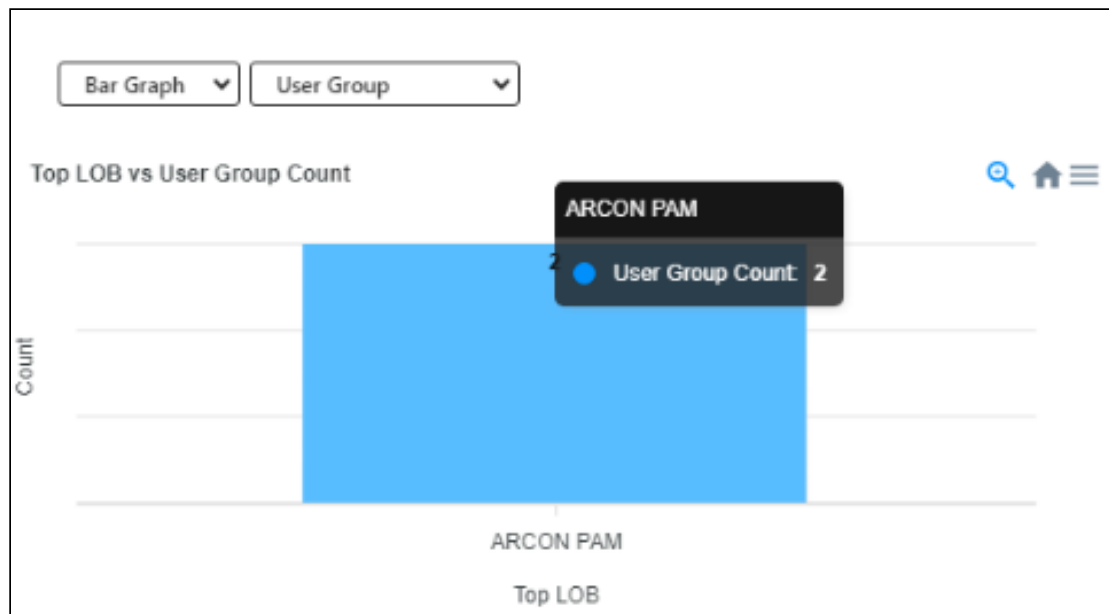 Bar Graph
User Group
Top LOB vs User Group Count
ARCON PAM
2
User Group Count: 2
Count
ARCON PAM
Top LOB